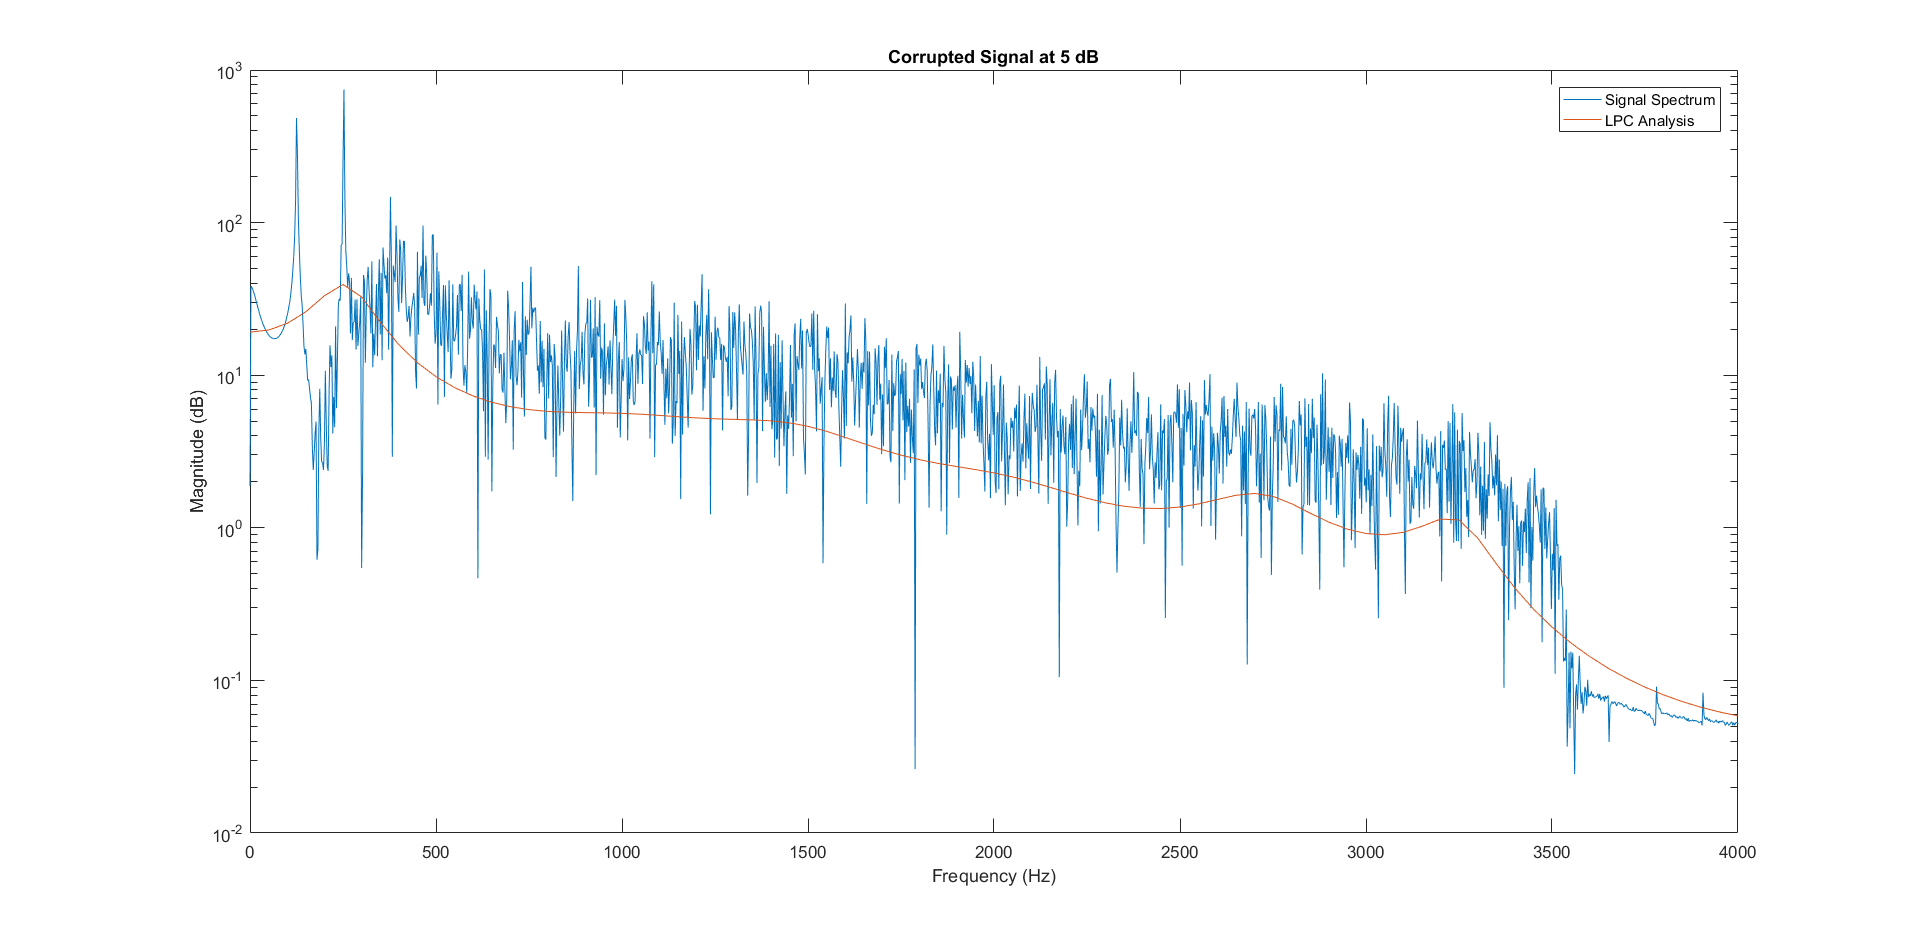 Corrupted Signal at 5 dB
Signal Spectrum
LPC Analysis
Magnitude (dB)
10^3
10^2
10^1
10^0
10^-1
10^-2
0 500 1000 1500 2000 2500 3000 3500 4000
Frequency (Hz)